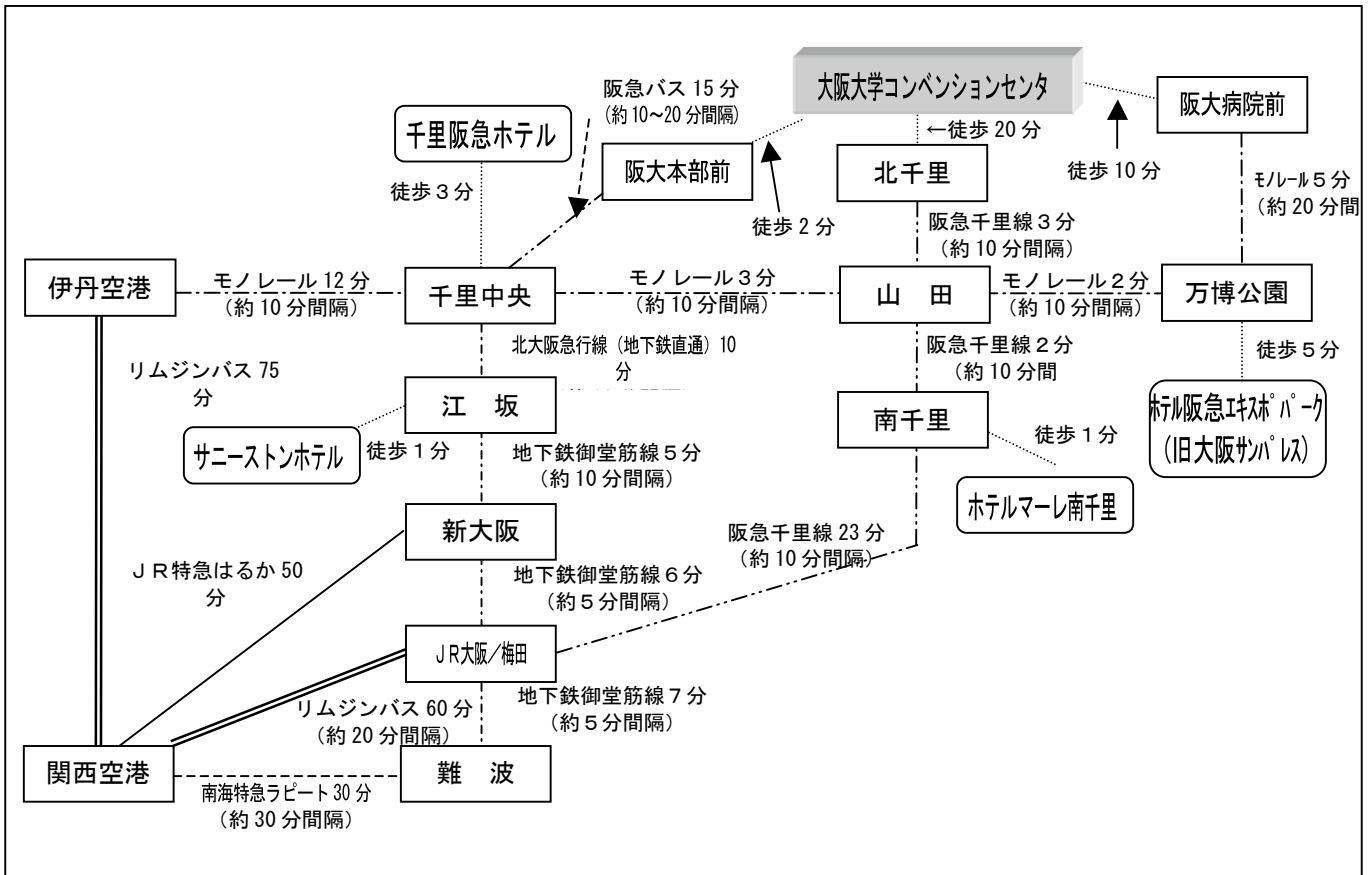 大阪大学コンベンションセンタ
阪急バス 15 分
(約 10～20 分間隔)
阪大病院前
千里阪急ホテル
←徒歩 20 分
阪大本部前
北千里
徒歩 10 分
モノレール５分
(約 20 分間
徒歩３分
徒歩２分
阪急千里線３分
(約 10 分間隔)
伊丹空港
モノレール 12 分
(約 10 分間隔)
千里中央
モノレール３分
(約 10 分間隔)
山　田
モノレール２分
(約 10 分間隔)
万博公園
北大阪急行線（地下鉄直通）10
分
阪急千里線２分
(約 10 分間
徒歩５分
リムジンバス 75
分
江　坂
南千里
ホテル阪急エキスポパーク
(旧大阪サンパレス)
サニーストンホテル
徒歩１分
地下鉄御堂筋線５分
(約 10 分間隔)
徒歩１分
ホテルマーレ南千里
新大阪
阪急千里線 23 分
(約 10 分間隔)
ＪＲ特急はるか 50
分
地下鉄御堂筋線６分
(約５分間隔)
ＪＲ大阪／梅田
地下鉄御堂筋線７分
(約５分間隔)
リムジンバス 60 分
(約 20 分間隔)
関西空港
難　波
南海特急ラピート 30 分
(約 30 分間隔)